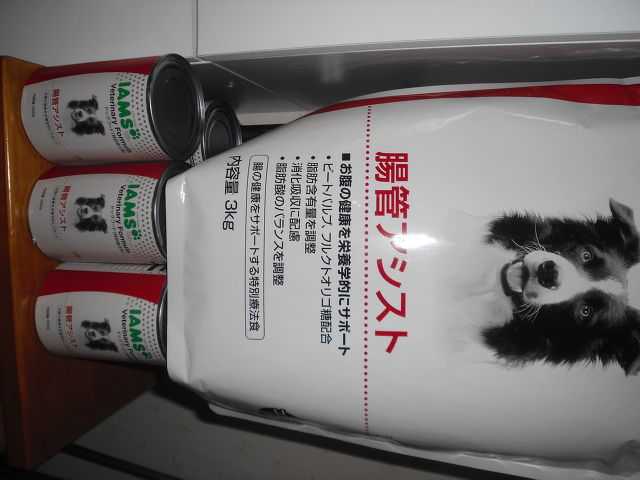 腸管アシスト
■お腹の健康を栄養学的にサポート
・ビートパルプ、フルクトオリゴ糖配合
・脂肪含有量を調整
・消化吸収に配慮
・脂肪酸のバランスを調整
腸の健康をサポートする特別療法食
内容量 3kg
IAMS
Veterinary Formula
腸管アシスト
IAMS
Veterinary Formula
腸管アシスト
IAMS
Veterinary
腸管アシスト